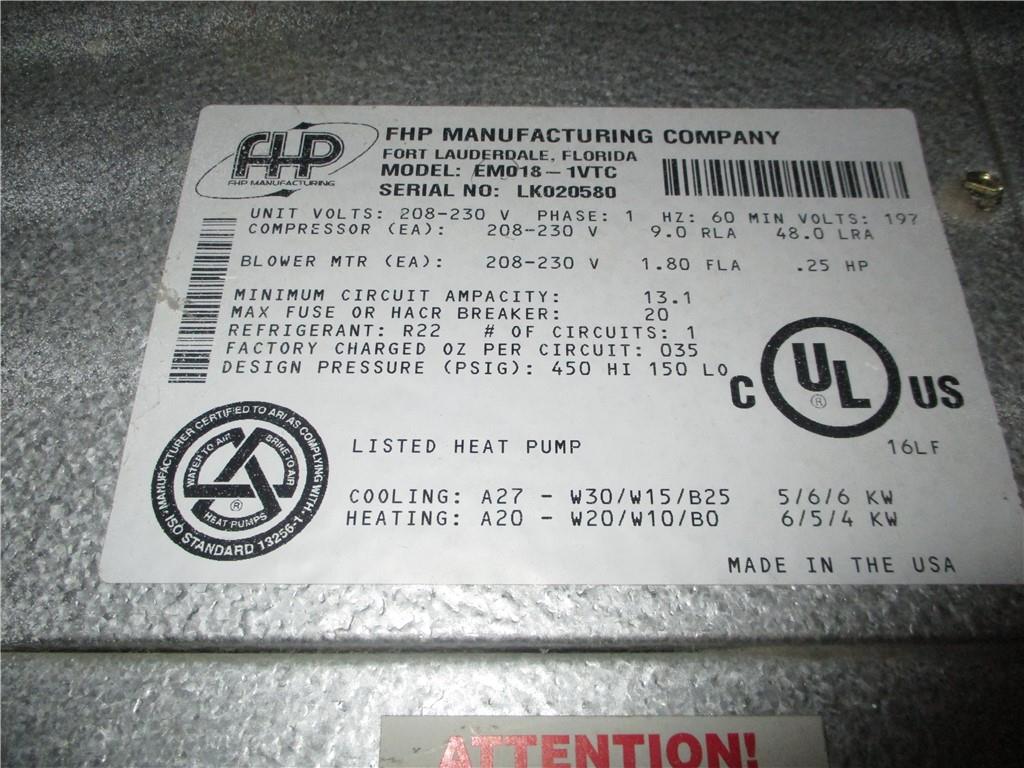 FHP
FHP MANUFACTURING
FHP MANUFACTURING COMPANY
FORT LAUDERDALE, FLORIDA
MODEL: EM018-1VTC
SERIAL NO: LK020580
UNIT VOLTS: 208-230 V PHASE: 1 HZ: 60 MIN VOLTS: 197
COMPRESSOR (EA): 208-230 V 9.0 RLA 48.0 LRA
BLOWER MTR (EA): 208-230 V 1.80 FLA .25 HP
MINIMUM CIRCUIT AMPACITY: 13.1
MAX FUSE OR HACR BREAKER: 20
REFRIGERANT: R22 # OF CIRCUITS: 1
FACTORY CHARGED OZ PER CIRCUIT: 035
DESIGN PRESSURE (PSIG): 450 HI 150 LO
C UL ® US
MANUFACTURER CERTIFIED TO ARI AS COMPLYING WITH
ISO STANDARD 13256-1
WATER TO AIR
BRINE TO AIR
®
HEAT PUMPS
LISTED HEAT PUMP
16LF
COOLING: A27 - W30/W15/B25 5/6/6 KW
HEATING: A20 - W20/W10/B0 6/5/4 KW
MADE IN THE USA
ATTENTION!